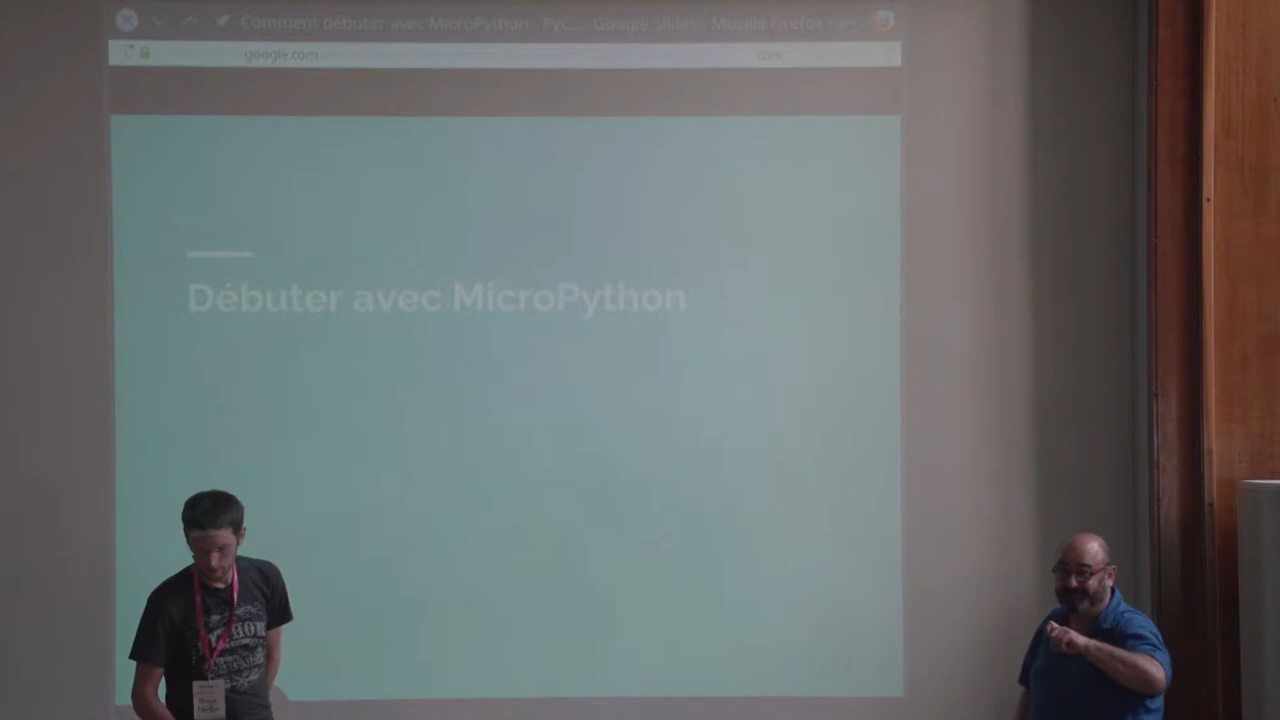 Comment débuter avec MicroPython - PyC... - Google Slides - Mozilla Firefox
google.com
Débuter avec MicroPython